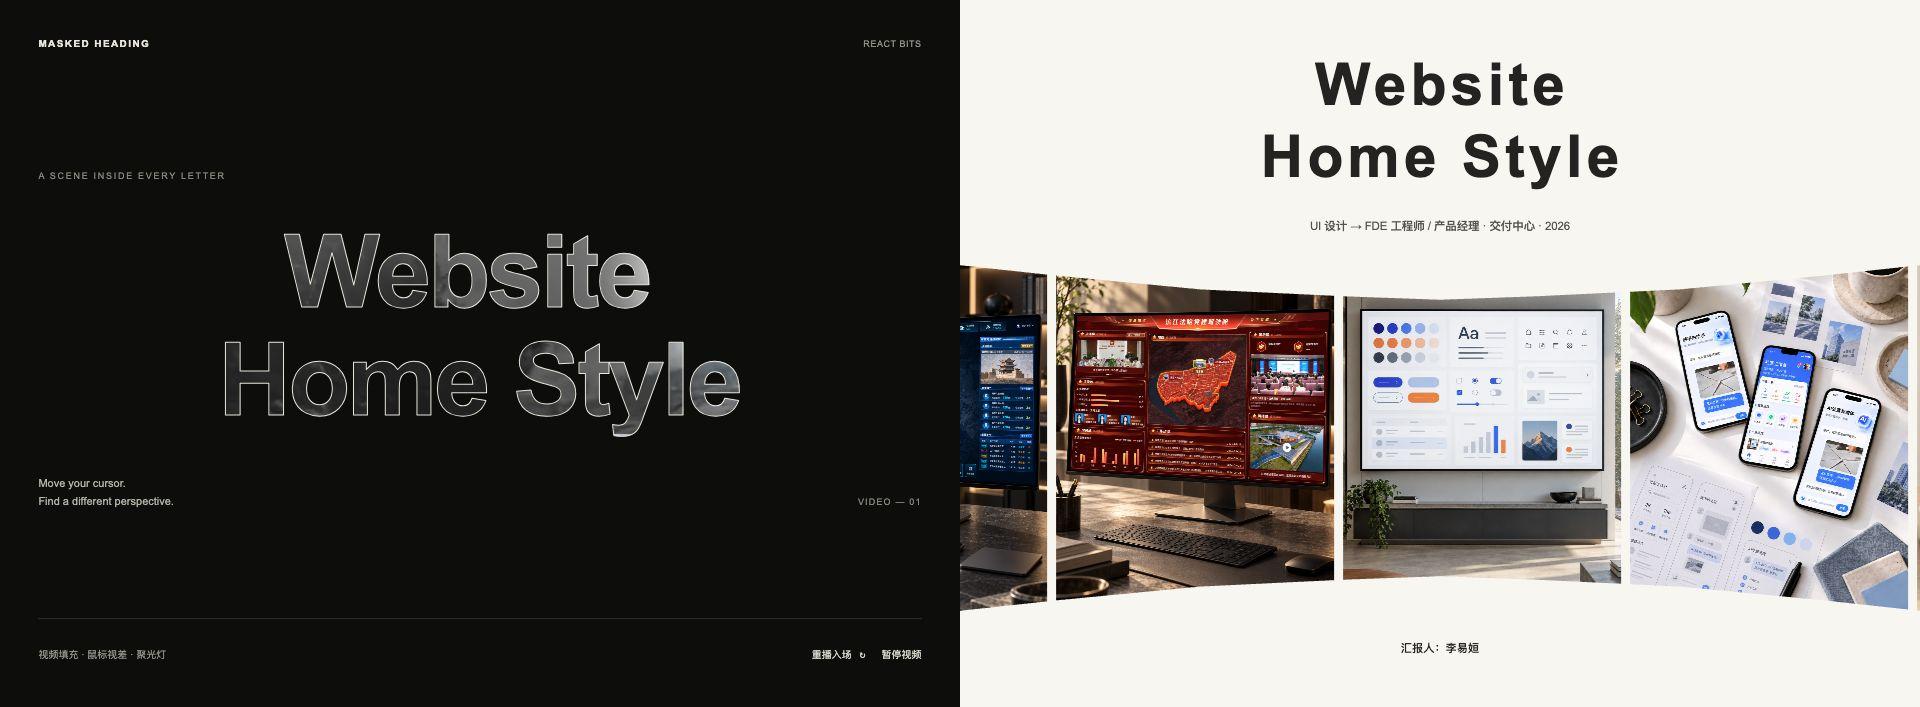 MASKED HEADING
REACT BITS
A SCENE INSIDE EVERY LETTER
Website
Home Style
Move your cursor.
Find a different perspective.
VIDEO — 01
视频填充 · 鼠标视差 · 聚光灯
重播入场 ↻ 暂停视频
Website
Home Style
UI 设计 → FDE 工程师 / 产品经理 · 交付中心 · 2026
Aa
汇报人：李易姮